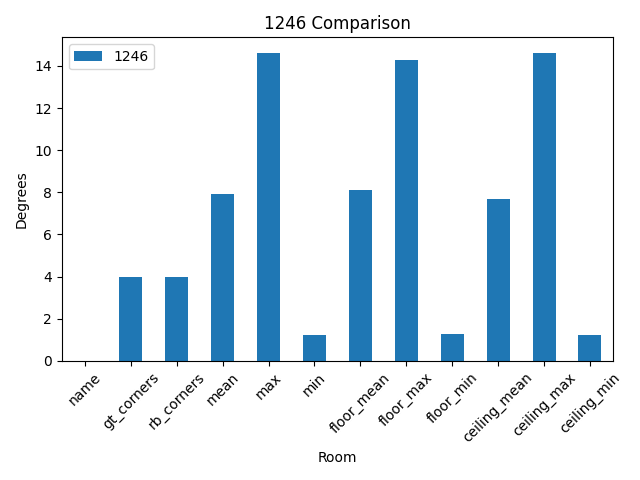 1246 Comparison
1246
Degrees
14
12
10
8
6
4
2
0
name
gt_corners
rb_corners
mean
max
min
floor_mean
floor_max
floor_min
ceiling_mean
ceiling_max
ceiling_min
Room